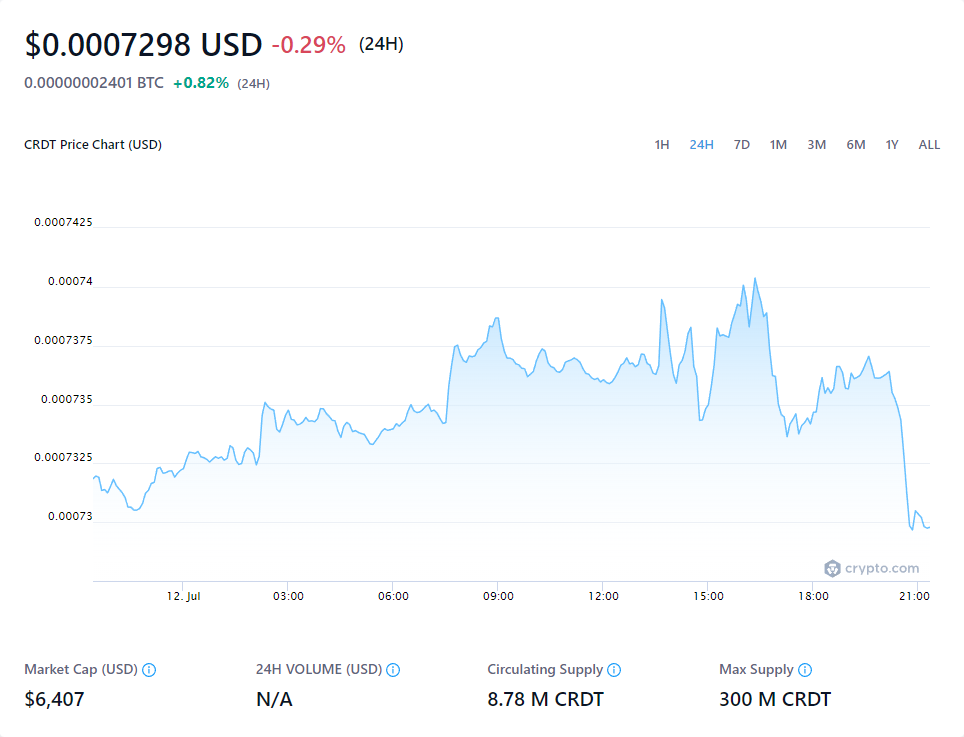 $0.0007298 USD -0.29% (24H)
0.00000002401 BTC +0.82% (24H)
CRDT Price Chart (USD) 1H 24H 7D 1M 3M 6M 1Y ALL
0.0007425
0.00074
0.0007375
0.000735
0.0007325
0.00073
crypto.com
12. Jul 03:00 06:00 09:00 12:00 15:00 18:00 21:00
Market Cap (USD) 24H VOLUME (USD) Circulating Supply Max Supply
$6,407 N/A 8.78 M CRDT 300 M CRDT